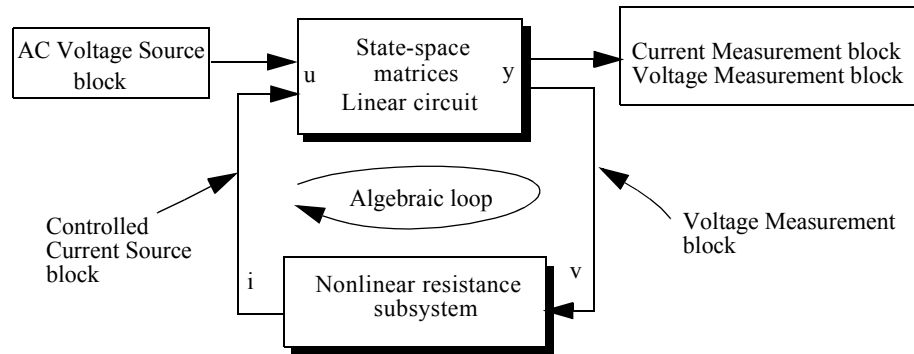 AC Voltage Source
block
State-space
matrices
Linear circuit
u
y
Current Measurement block
Voltage Measurement block
Algebraic loop
Controlled
Current Source
block
i
Nonlinear resistance
subsystem
v
Voltage Measurement
block